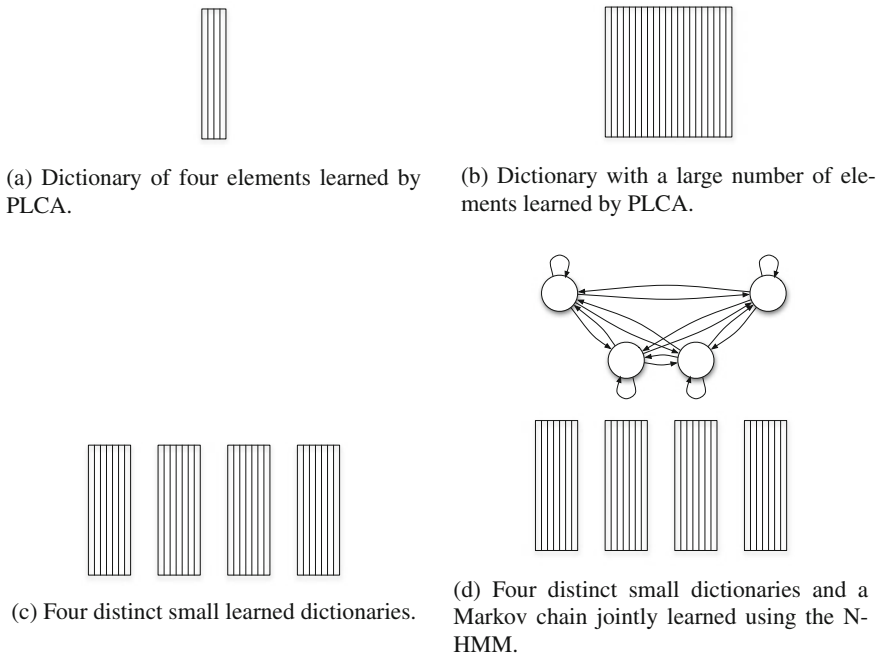 (a) Dictionary of four elements learned by
PLCA.
(b) Dictionary with a large number of ele-
ments learned by PLCA.
(c) Four distinct small learned dictionaries.
(d) Four distinct small dictionaries and a
Markov chain jointly learned using the N-
HMM.